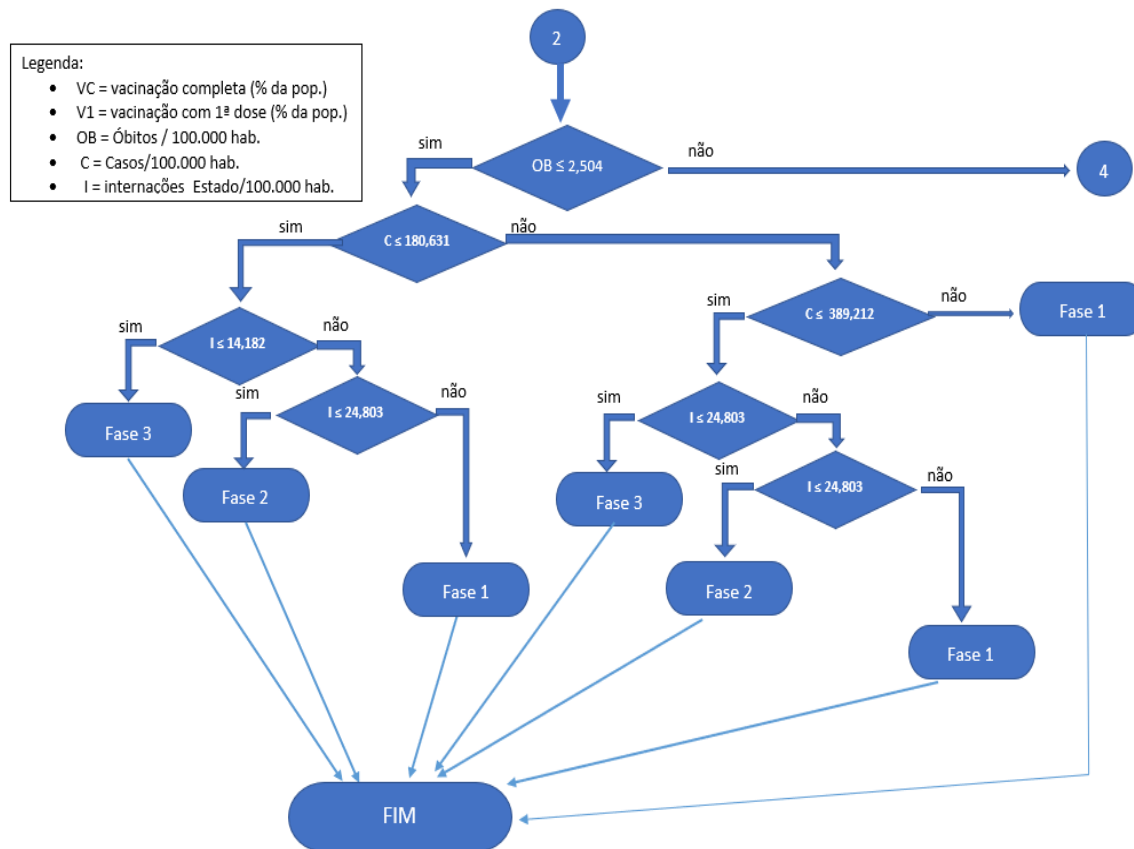 2
Legenda:
• VC = vacinação completa (% da pop.)
• V1 = vacinação com 1ª dose (% da pop.)
• OB = Óbitos / 100.000 hab.
• C = Casos/100.000 hab.
• I = internações Estado/100.000 hab.
sim
OB ≤ 2,504
não
4
sim
C ≤ 180,631
não
sim
I ≤ 14,182
não
sim
C ≤ 389,212
não
Fase 1
Fase 3
sim
I ≤ 24,803
não
I ≤ 24,803
não
Fase 2
sim
Fase 3
sim
I ≤ 24,803
não
Fase 1
Fase 2
Fase 1
FIM